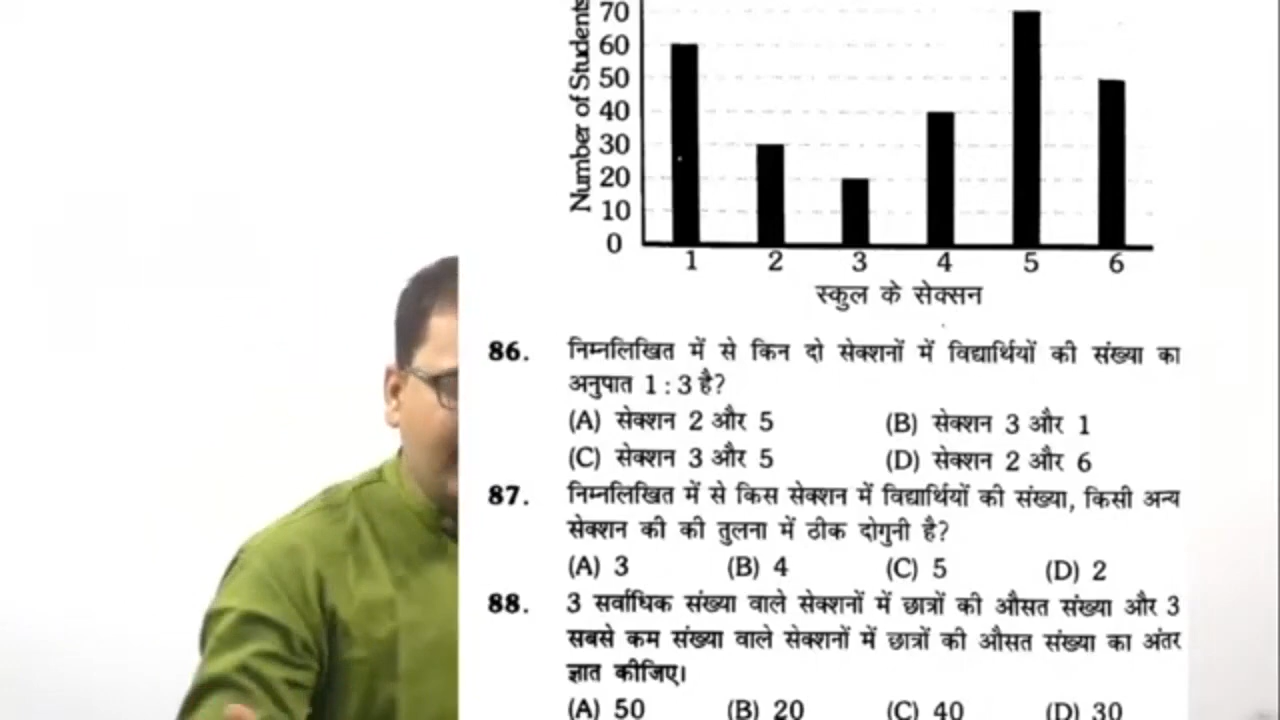 Number of Students
70
60
50
40
30
20
10
0
1 2 3 4 5 6
स्कुल के सेक्सन
86. निम्नलिखित में से किन दो सेक्शनों में विद्यार्थियों की संख्या का
अनुपात 1 : 3 है?
(A) सेक्शन 2 और 5 (B) सेक्शन 3 और 1
(C) सेक्शन 3 और 5 (D) सेक्शन 2 और 6
87. निम्नलिखित में से किस सेक्शन में विद्यार्थियों की संख्या, किसी अन्य
सेक्शन की की तुलना में ठीक दोगुनी है?
(A) 3 (B) 4 (C) 5 (D) 2
88. 3 सर्वाधिक संख्या वाले सेक्शनों में छात्रों की औसत संख्या और 3
सबसे कम संख्या वाले सेक्शनों में छात्रों की औसत संख्या का अंतर
ज्ञात कीजिए।
(A) 50 (B) 20 (C) 40 (D) 30